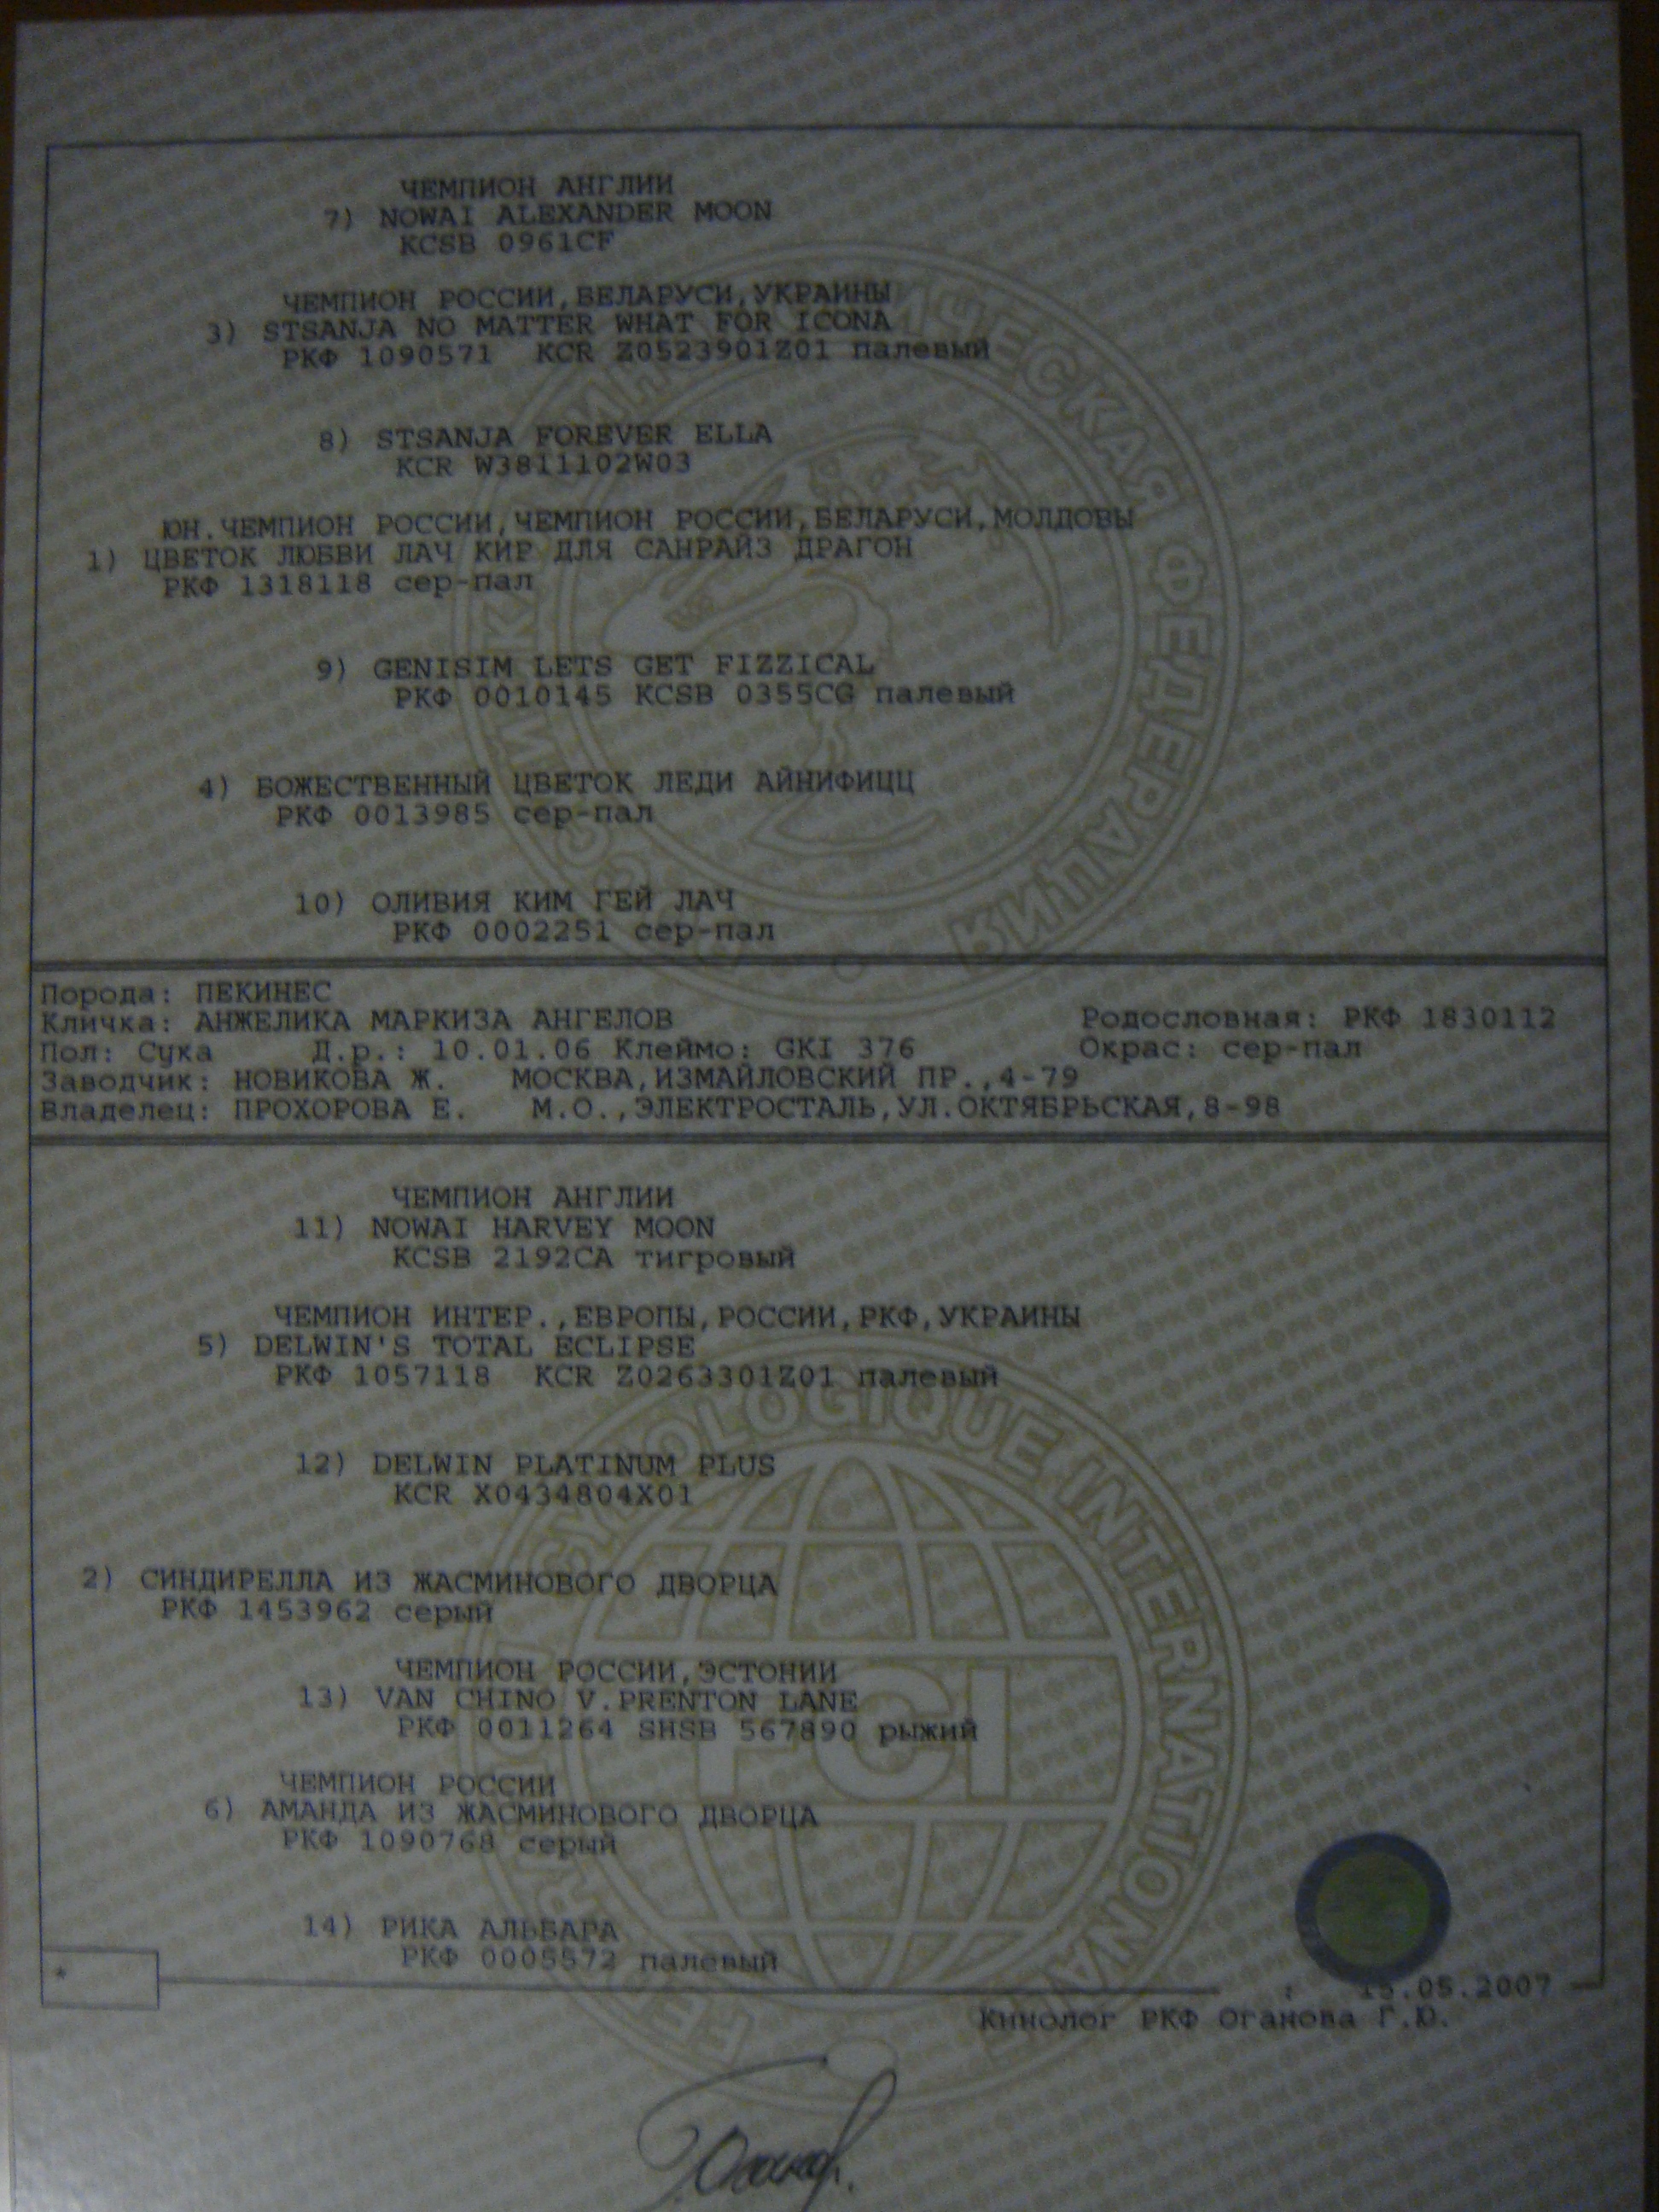 ЧЕМПИОН АНГЛИИ
7) NOWAI ALEXANDER MOON
KCSB 0961CF
ЧЕМПИОН РОССИИ,БЕЛАРУСИ,УКРАИНЫ
3) STSANJA NO MATTER WHAT FOR ICONA
РКФ 1090571 KCR Z0523901Z01 палевый
8) STSANJA FOREVER ELLA
KCR W3811102W03
ЮН.ЧЕМПИОН РОССИИ,ЧЕМПИОН РОССИИ,БЕЛАРУСИ,МОЛДОВЫ
1) ЦВЕТОК ЛЮБВИ ЛАЧ КИР ДЛЯ САНРАЙЗ ДРАГОН
РКФ 1318118 сер-пал
9) GENISIM LETS GET FIZZICAL
РКФ 0010145 KCSB 0355CG палевый
4) БОЖЕСТВЕННЫЙ ЦВЕТОК ЛЕДИ АЙНИФИЦЦ
РКФ 0013985 сер-пал
10) ОЛИВИЯ КИМ ГЕЙ ЛАЧ
РКФ 0002251 сер-пал
Порода: ПЕКИНЕС
Кличка: АНЖЕЛИКА МАРКИЗА АНГЕЛОВ Родословная: РКФ 1830112
Пол: Сука Д.р.: 10.01.06 Клеймо: GKI 376 Окрас: сер-пал
Заводчик: НОВИКОВА Ж. МОСКВА,ИЗМАЙЛОВСКИЙ ПР.,4-79
Владелец: ПРОХОРОВА Е. М.О.,ЭЛЕКТРОСТАЛЬ,УЛ.ОКТЯБРЬСКАЯ,8-98
ЧЕМПИОН АНГЛИИ
11) NOWAI HARVEY MOON
KCSB 2192CA тигровый
ЧЕМПИОН ИНТЕР.,ЕВРОПЫ,РОССИИ,РКФ,УКРАИНЫ
5) DELWIN'S TOTAL ECLIPSE
РКФ 1057118 KCR Z0263301Z01 палевый
12) DELWIN PLATINUM PLUS
KCR X0434804X01
2) СИНДИРЕЛЛА ИЗ ЖАСМИНОВОГО ДВОРЦА
РКФ 1453962 серый
ЧЕМПИОН РОССИИ,ЭСТОНИИ
13) VAN CHINO V.PRENTON LANE
РКФ 0011264 SHSB 567890 рыжий
ЧЕМПИОН РОССИИ
6) АМАНДА ИЗ ЖАСМИНОВОГО ДВОРЦА
РКФ 1090768 серый
14) РИКА АЛЬБАРА
РКФ 0005572 палевый
* : 15.05.2007
Кинолог РКФ Оганова Г.Ю.
FCI
CYNOLOGIQUE INTERNATIONALE
ФЕДЕРАЦИЯ